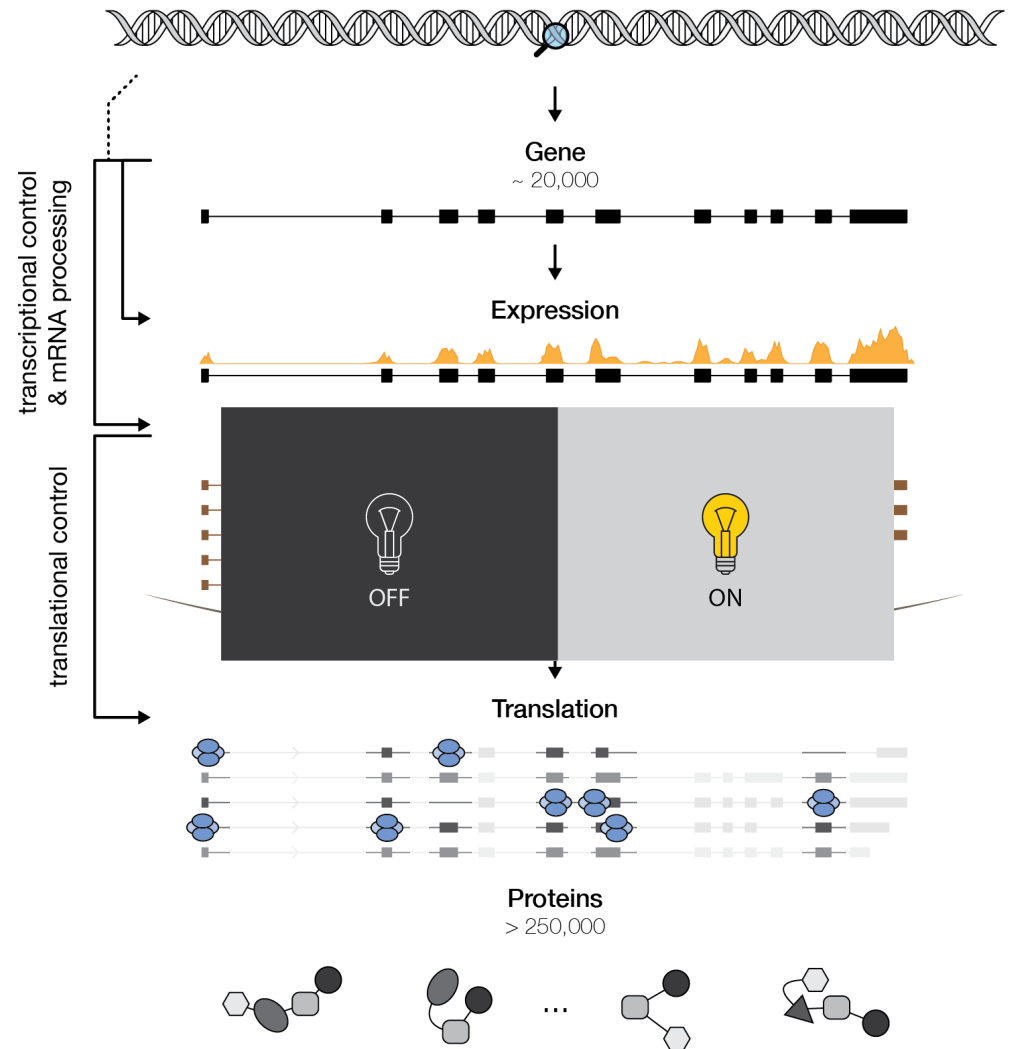 Gene
~ 20,000
transcriptional control
& mRNA processing
Expression
translational control
OFF
ON
Translation
Proteins
> 250,000
...